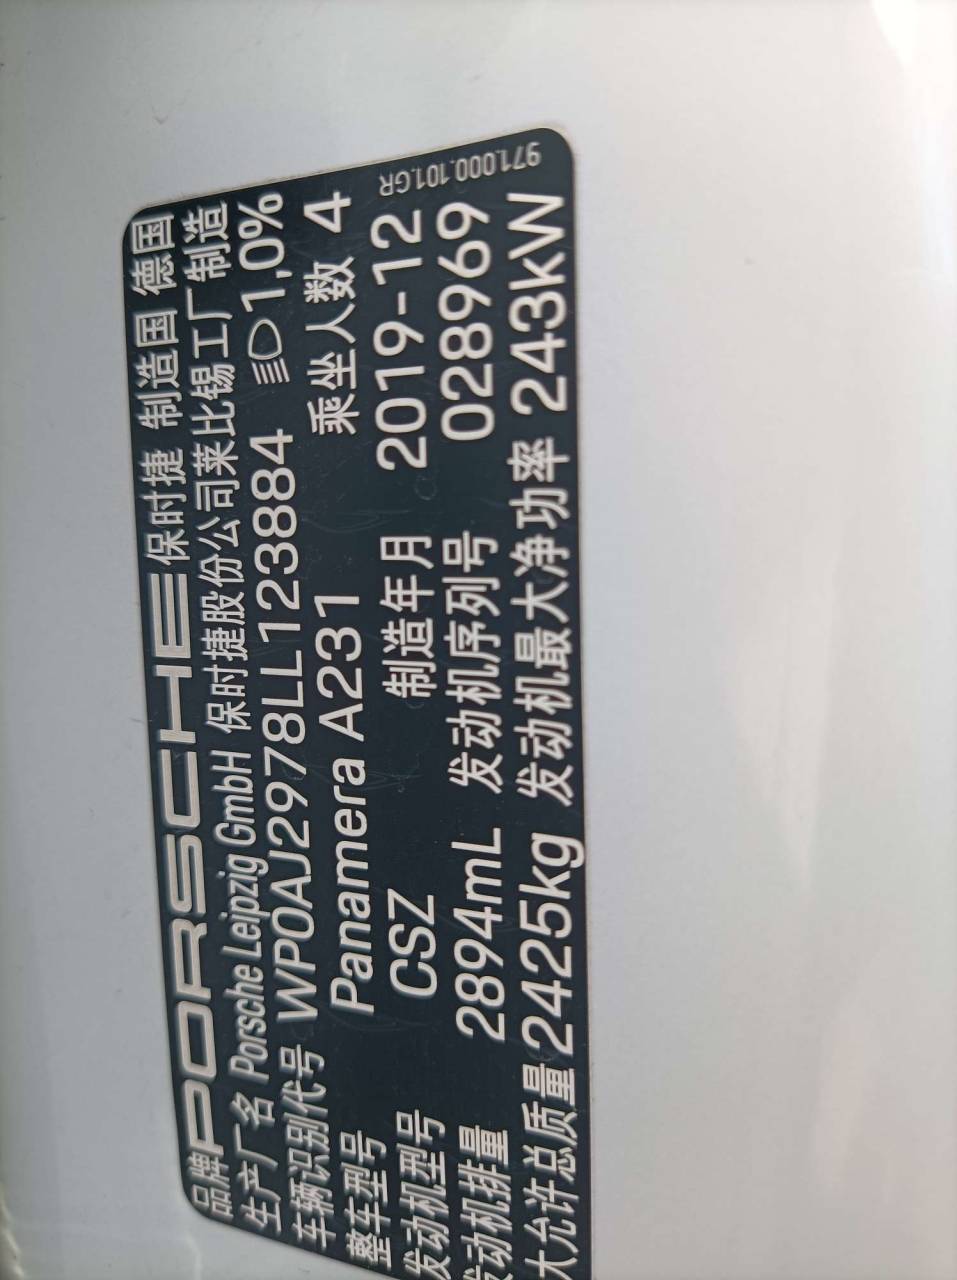 品牌 PORSCHE 保时捷 制造国 德国
生产厂名 Porsche Leipzig GmbH 保时捷股份公司莱比锡工厂制造
车辆识别代号 WP0AJ2978LL123884 1,0%
整车型号 Panamera A231 乘坐人数 4
发动机型号 CSZ 制造年月 2019-12
发动机排量 2894mL 发动机序列号 028969
大允许总质量 2425kg 发动机最大净功率 243kW
971.000.101.GR